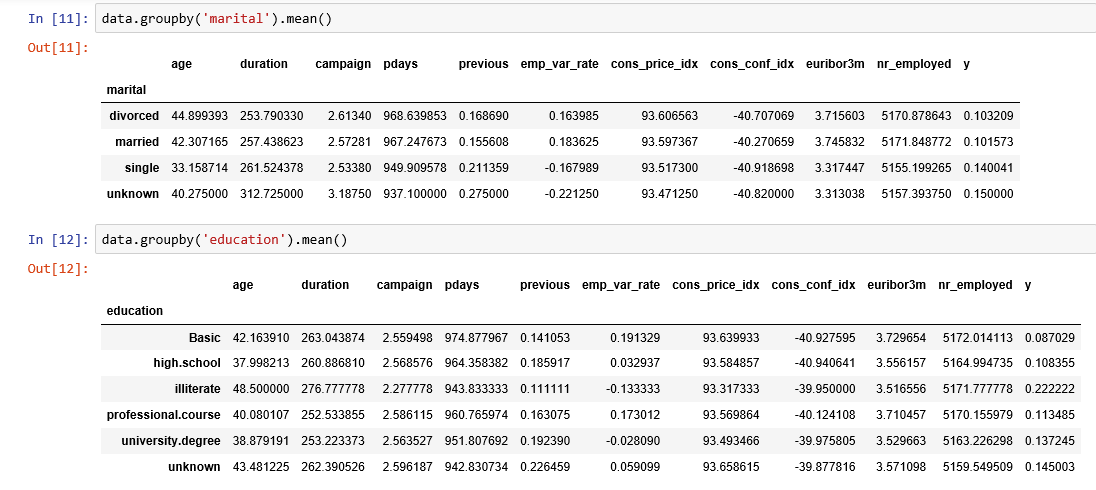 In [11]: data.groupby('marital').mean()
Out[11]:
age duration campaign pdays previous emp_var_rate cons_price_idx cons_conf_idx euribor3m nr_employed y
marital
divorced 44.899393 253.790330 2.61340 968.639853 0.168690 0.163985 93.606563 -40.707069 3.715603 5170.878643 0.103209
married 42.307165 257.438623 2.57281 967.247673 0.155608 0.183625 93.597367 -40.270659 3.745832 5171.848772 0.101573
single 33.158714 261.524378 2.53380 949.909578 0.211359 -0.167989 93.517300 -40.918698 3.317447 5155.199265 0.140041
unknown 40.275000 312.725000 3.18750 937.100000 0.275000 -0.221250 93.471250 -40.820000 3.313038 5157.393750 0.150000
In [12]: data.groupby('education').mean()
Out[12]:
age duration campaign pdays previous emp_var_rate cons_price_idx cons_conf_idx euribor3m nr_employed y
education
Basic 42.163910 263.043874 2.559498 974.877967 0.141053 0.191329 93.639933 -40.927595 3.729654 5172.014113 0.087029
high.school 37.998213 260.886810 2.568576 964.358382 0.185917 0.032937 93.584857 -40.940641 3.556157 5164.994735 0.108355
illiterate 48.500000 276.777778 2.277778 943.833333 0.111111 -0.133333 93.317333 -39.950000 3.516556 5171.777778 0.222222
professional.course 40.080107 252.533855 2.586115 960.765974 0.163075 0.173012 93.569864 -40.124108 3.710457 5170.155979 0.113485
university.degree 38.879191 253.223373 2.563527 951.807692 0.192390 -0.028090 93.493466 -39.975805 3.529663 5163.226298 0.137245
unknown 43.481225 262.390526 2.596187 942.830734 0.226459 0.059099 93.658615 -39.877816 3.571098 5159.549509 0.145003